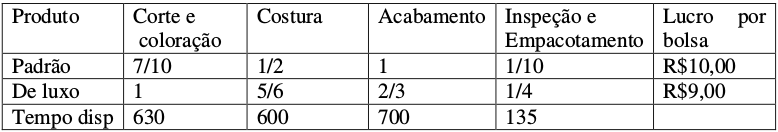 Produto Corte e coloração Costura Acabamento Inspeção e Empacotamento Lucro por bolsa
Padrão 7/10 1/2 1 1/10 R$10,00
De luxo 1 5/6 2/3 1/4 R$9,00
Tempo disp 630 600 700 135